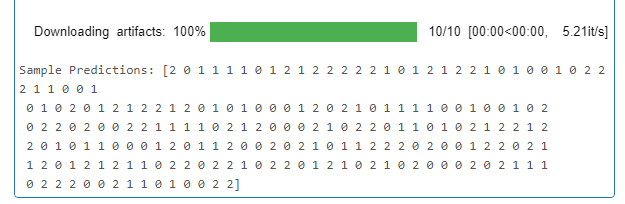 Downloading artifacts: 100% 10/10 [00:00<00:00, 5.21it/s]
Sample Predictions: [2 0 1 1 1 1 0 1 2 1 2 2 2 2 2 1 0 1 2 1 2 2 1 0 1 0 0 1 0 2 2
2 1 1 0 0 1
0 1 0 2 0 1 2 1 2 2 1 2 0 1 0 1 0 0 0 1 2 0 2 1 0 1 1 1 1 0 0 1 0 0 1 0 2
0 2 2 0 2 0 0 2 2 1 1 1 1 0 2 1 2 0 0 0 2 1 0 2 2 0 1 1 0 1 0 2 1 2 2 1 2
2 0 1 0 1 1 0 0 0 1 2 0 1 1 2 0 0 2 0 2 1 0 1 1 2 2 2 0 2 0 0 1 2 2 0 2 1
1 2 0 1 2 1 2 1 1 0 2 2 0 2 2 1 0 2 2 0 1 2 1 0 2 1 0 2 0 0 0 2 0 2 1 1 1
0 2 2 2 0 0 2 1 1 0 1 0 0 2 2]